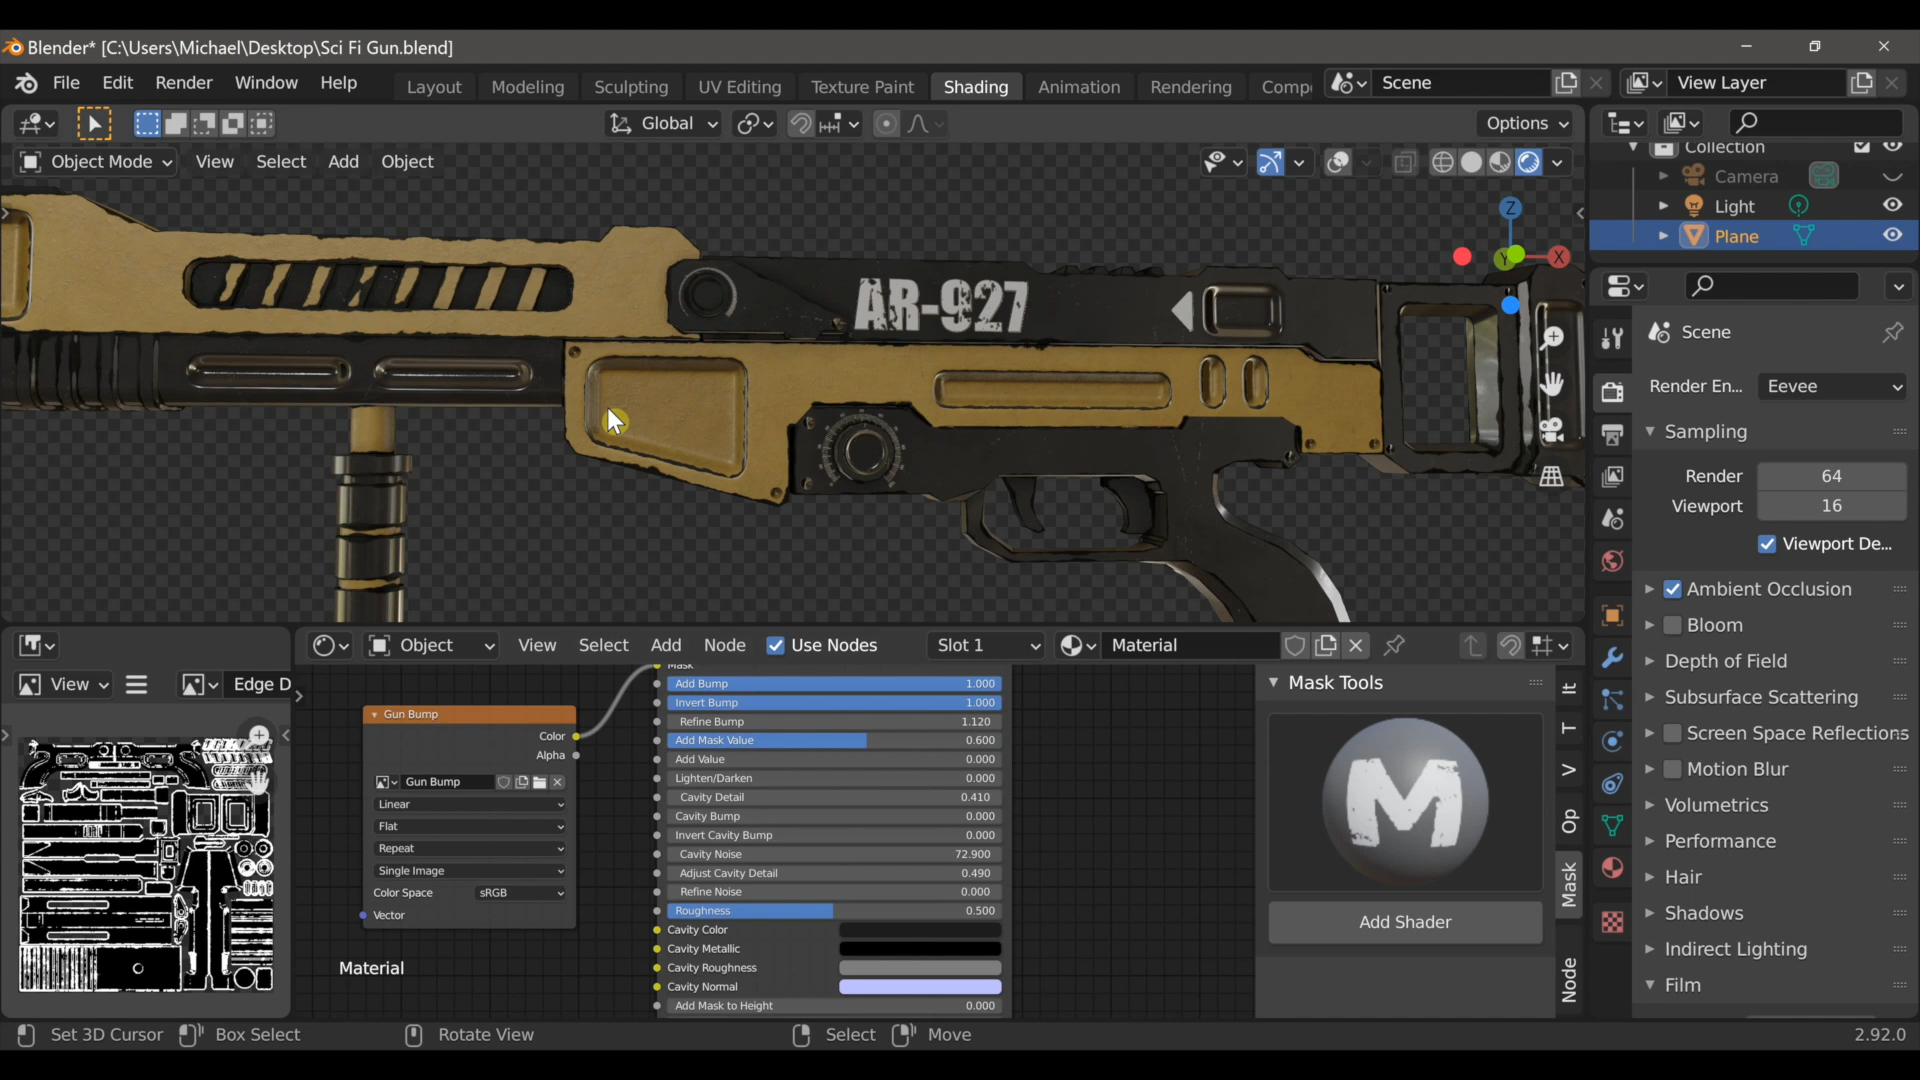 Blender* [C:\Users\Michael\Desktop\Sci Fi Gun.blend]
File Edit Render Window Help
Layout Modeling Sculpting UV Editing Texture Paint Shading Animation Rendering Comp
Scene
View Layer
Global
Options
Object Mode View Select Add Object
Collection
Camera
Light
Plane
Z
Y
X
AR-927
Scene
Render En... Eevee
Sampling
Render 64
Viewport 16
Viewport De...
Ambient Occlusion
Bloom
Depth of Field
Subsurface Scattering
Screen Space Reflections
Motion Blur
Volumetrics
Performance
Hair
Shadows
Indirect Lighting
Film
View
Edge D
Object View Select Add Node Use Nodes Slot 1 Material
Gun Bump
Color
Alpha
Gun Bump
Linear
Flat
Repeat
Single Image
Color Space sRGB
Vector
Material
Mask
Add Bump 1.000
Invert Bump 1.000
Refine Bump 1.120
Add Mask Value 0.600
Add Value 0.000
Lighten/Darken 0.000
Cavity Detail 0.410
Cavity Bump 0.000
Invert Cavity Bump 0.000
Cavity Noise 72.900
Adjust Cavity Detail 0.490
Refine Noise 0.000
Roughness 0.500
Cavity Color
Cavity Metallic
Cavity Roughness
Cavity Normal
Add Mask to Height 0.000
Mask Tools
M
Add Shader
It
T
V
Op
Mask
Node
Set 3D Cursor Box Select Rotate View Select Move 2.92.0